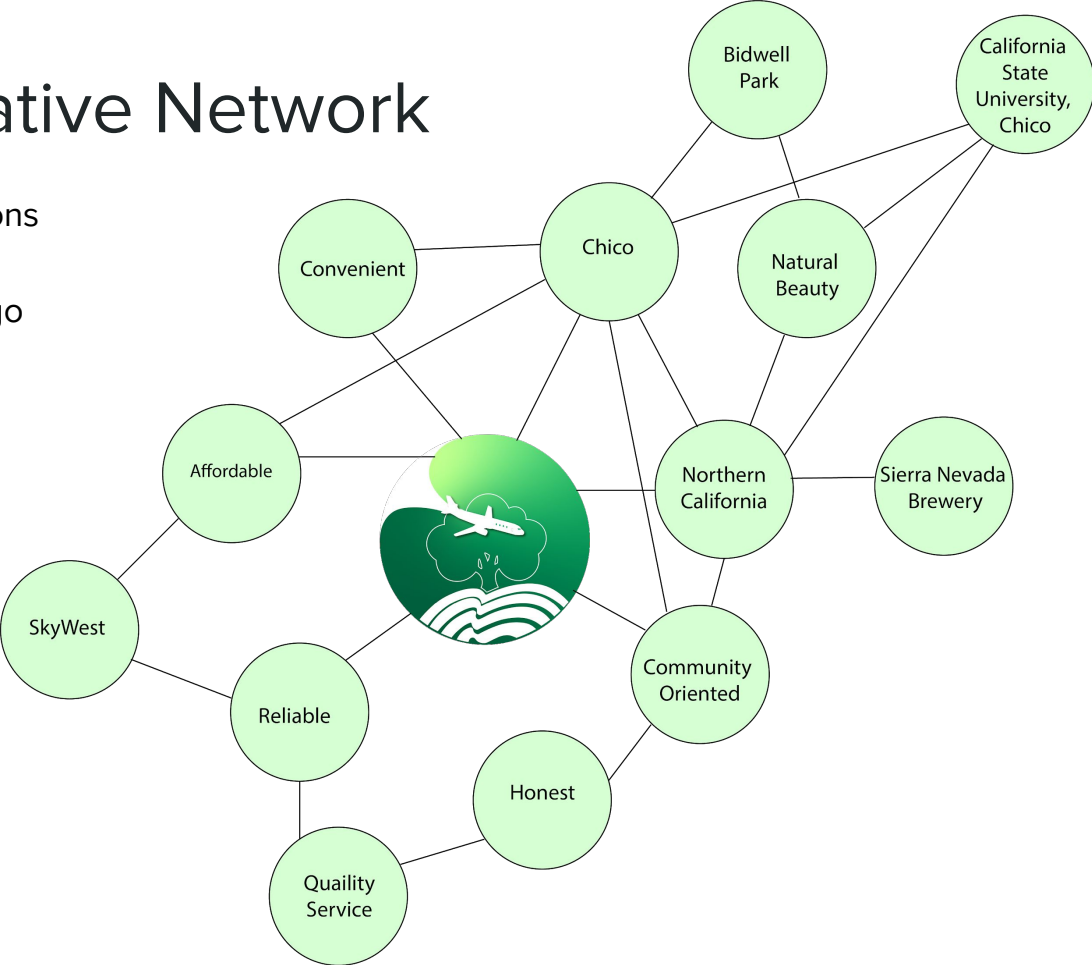 ative Network
ons
go
Bidwell
Park
California
State
University,
Chico
Chico
Convenient
Natural
Beauty
Affordable
Northern
California
Sierra Nevada
Brewery
SkyWest
Community
Oriented
Reliable
Honest
Quaility
Service